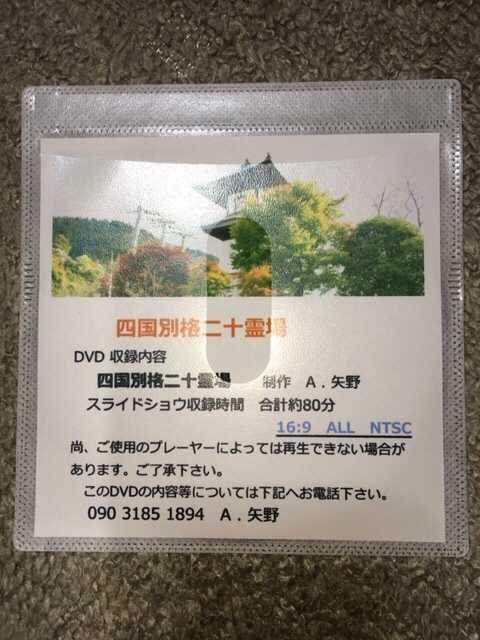 四国別格二十霊場
DVD 収録内容
四国別格二十霊場 制作 A．矢野
スライドショウ収録時間 合計約80分
16:9 ALL NTSC
尚、ご使用のプレーヤーによっては再生できない場合が
あります。ご了承下さい。
このDVDの内容等については下記へお電話下さい。
090 3185 1894 A．矢野